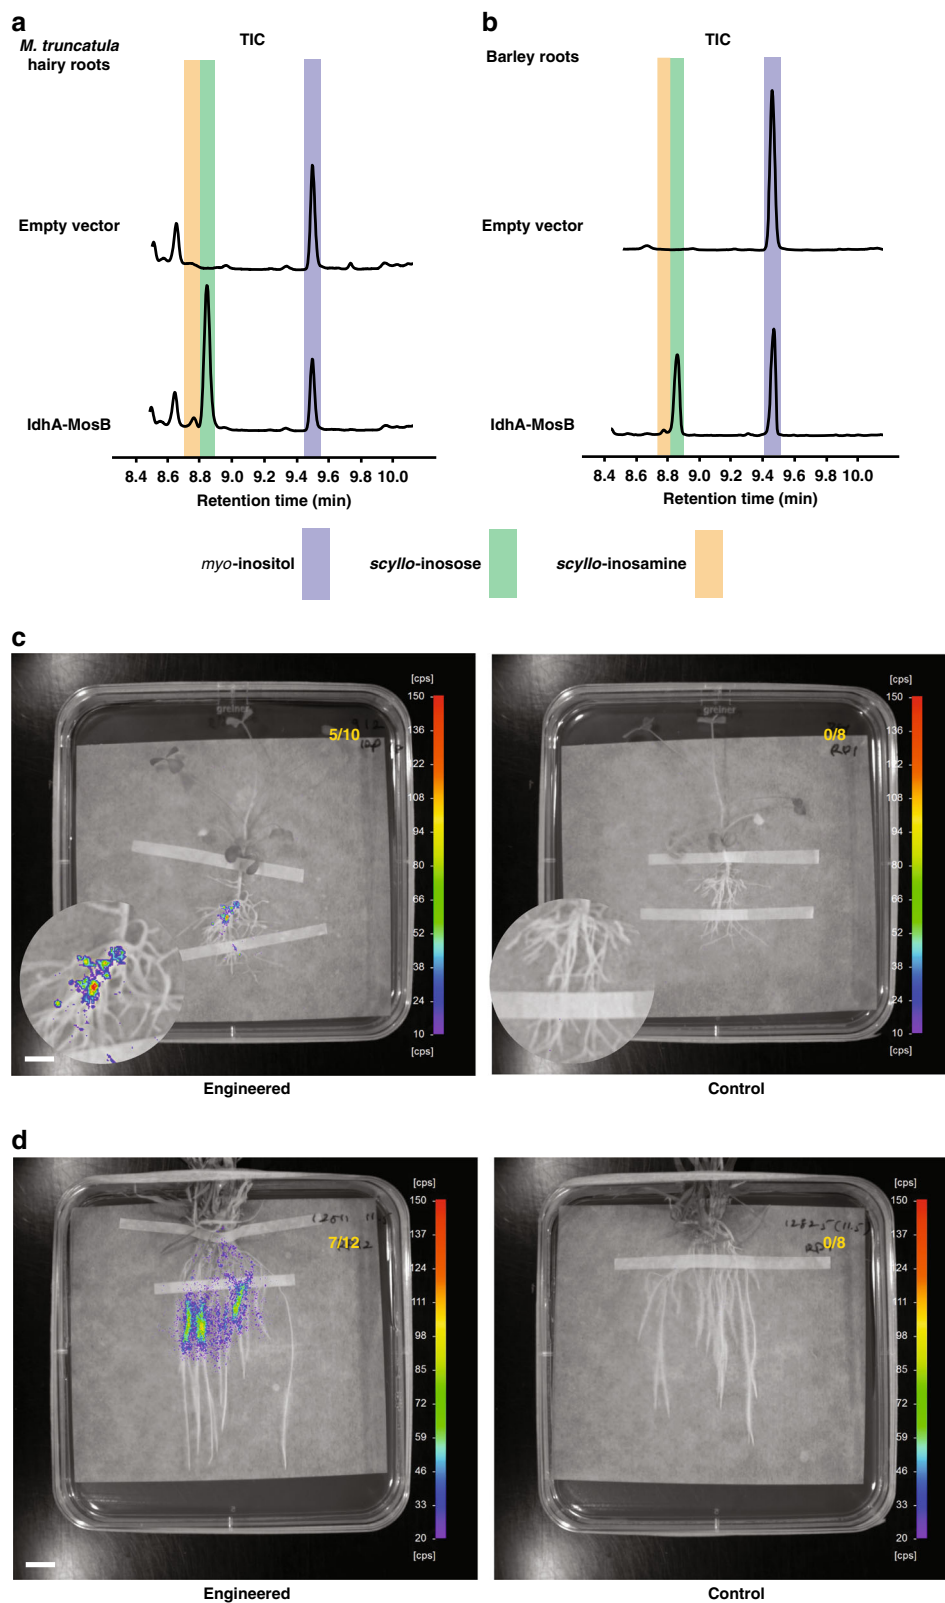 a
M. truncatula
hairy roots
TIC
Empty vector
IdhA-MosB
8.4 8.6 8.8 9.0 9.2 9.4 9.6 9.8 10.0
Retention time (min)
b
Barley roots
TIC
Empty vector
IdhA-MosB
8.4 8.6 8.8 9.0 9.2 9.4 9.6 9.8 10.0
Retention time (min)
myo-inositol
scyllo-inosose
scyllo-inosamine
c
greiner
5/10
[cps]
150
136
122
108
94
80
66
52
38
24
10
[cps]
Engineered
greiner
0/8
[cps]
150
136
122
108
94
80
66
52
38
24
10
[cps]
Control
d
7/12
[cps]
150
137
124
111
98
85
72
59
46
33
20
[cps]
Engineered
0/8
[cps]
150
137
124
111
98
85
72
59
46
33
20
[cps]
Control